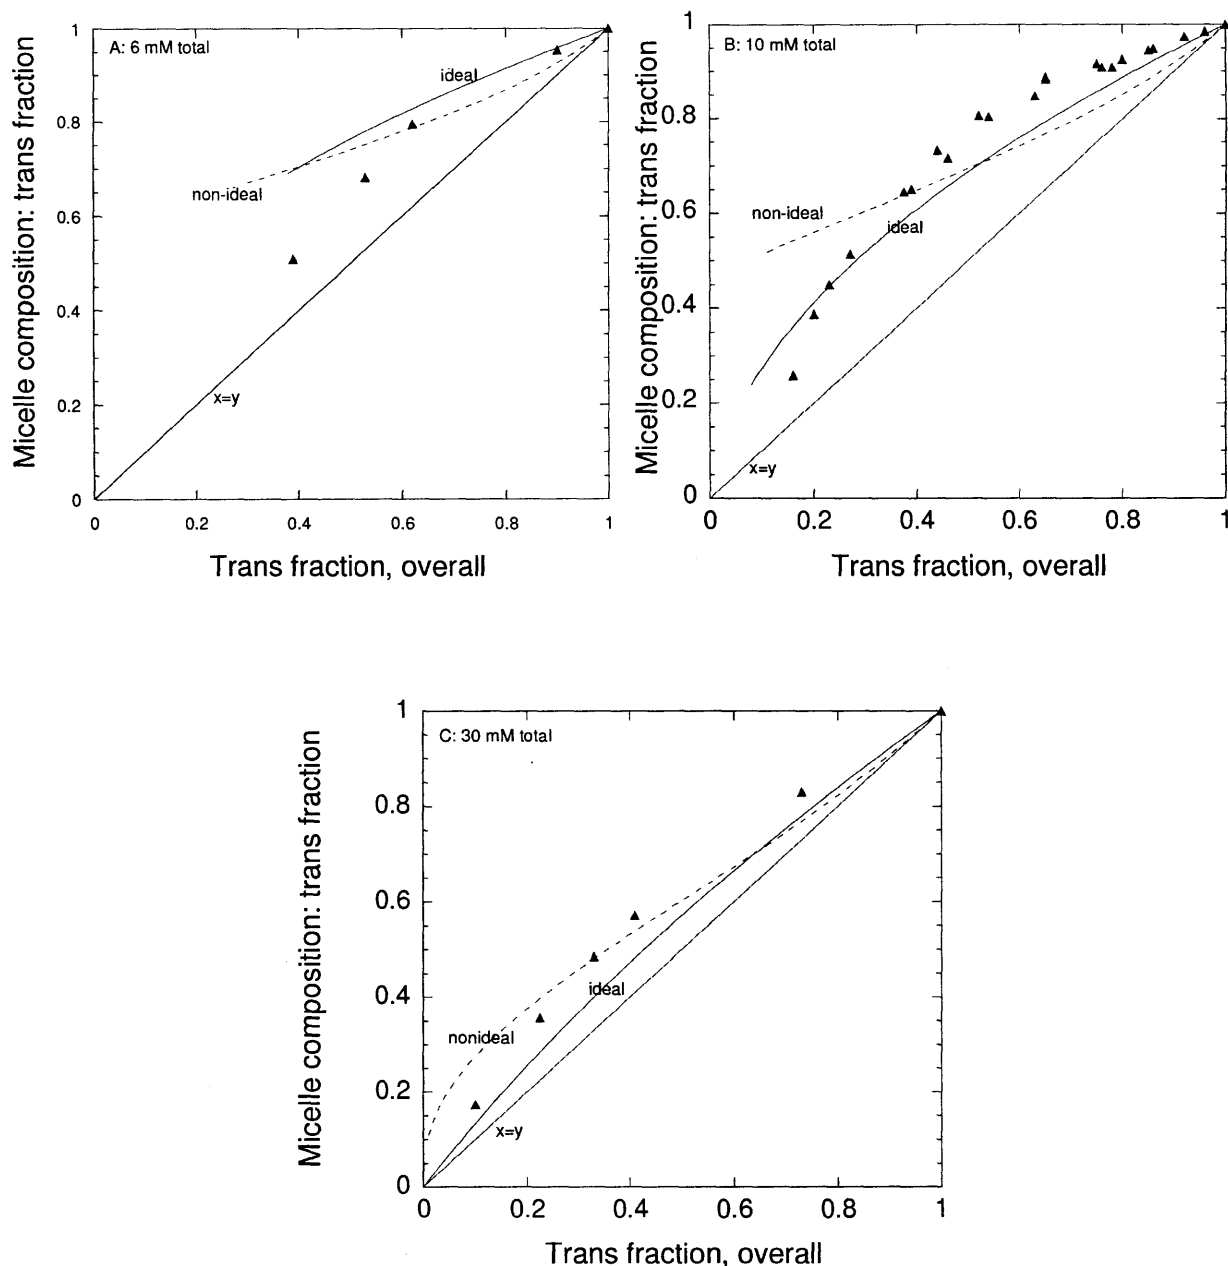 A: 6 mM total
Micelle composition: trans fraction
1
0.8
0.6
0.4
0.2
0
ideal
non-ideal
x=y
0
0.2
0.4
0.6
0.8
1
Trans fraction, overall
B: 10 mM total
Micelle composition: trans fraction
1
0.8
0.6
0.4
0.2
0
non-ideal
ideal
x=y
0
0.2
0.4
0.6
0.8
1
Trans fraction, overall
C: 30 mM total
Micelle composition: trans fraction
1
0.8
0.6
0.4
0.2
0
nonideal
ideal
x=y
0
0.2
0.4
0.6
0.8
1
Trans fraction, overall